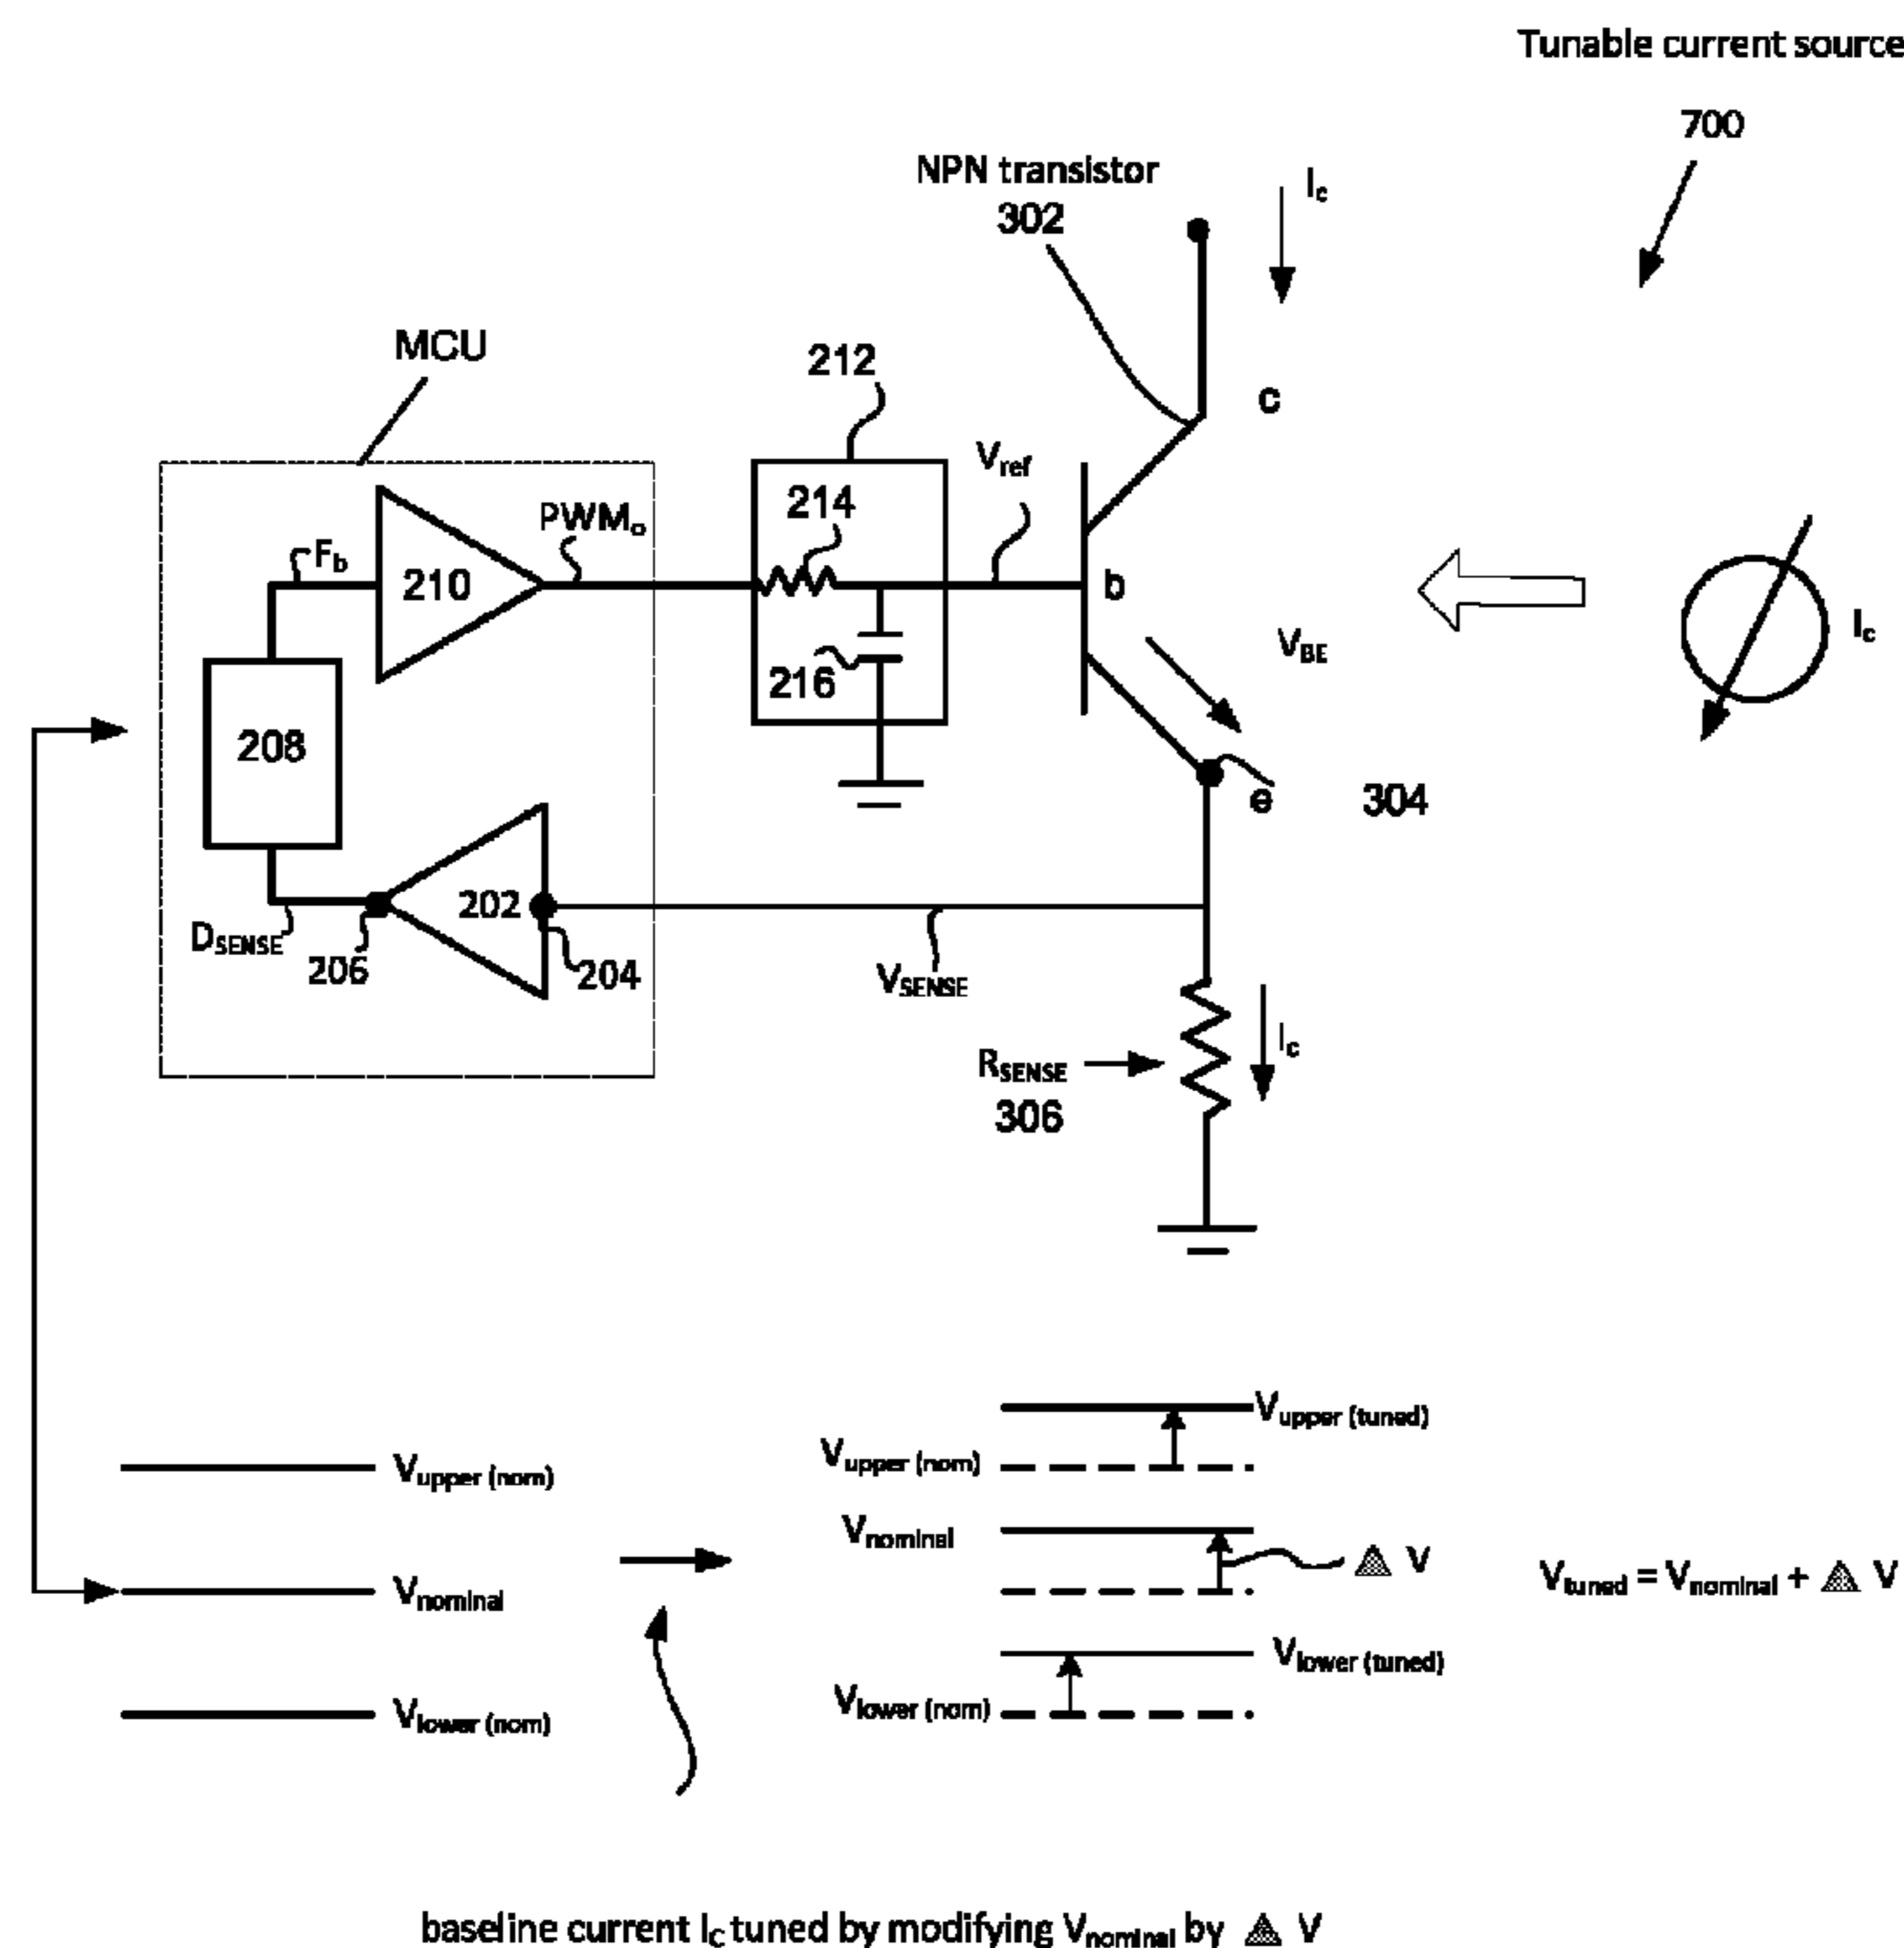 Tunable current source
700
NPN transistor
302
Ic
MCU
212
c
Vref
214
PWMo
Fb
210
b
216
VBE
Ic
208
e
304
202
DSENSE
206
204
VSENSE
RSENSE
306
Ic
Vupper (tuned)
Vupper (nom)
Vupper (nom)
Vnominal
△ V
Vtuned = Vnominal + △ V
Vnominal
Vlower (tuned)
Vlower (nom)
Vlower (nom)
baseline current IC tuned by modifying Vnominal by △ V